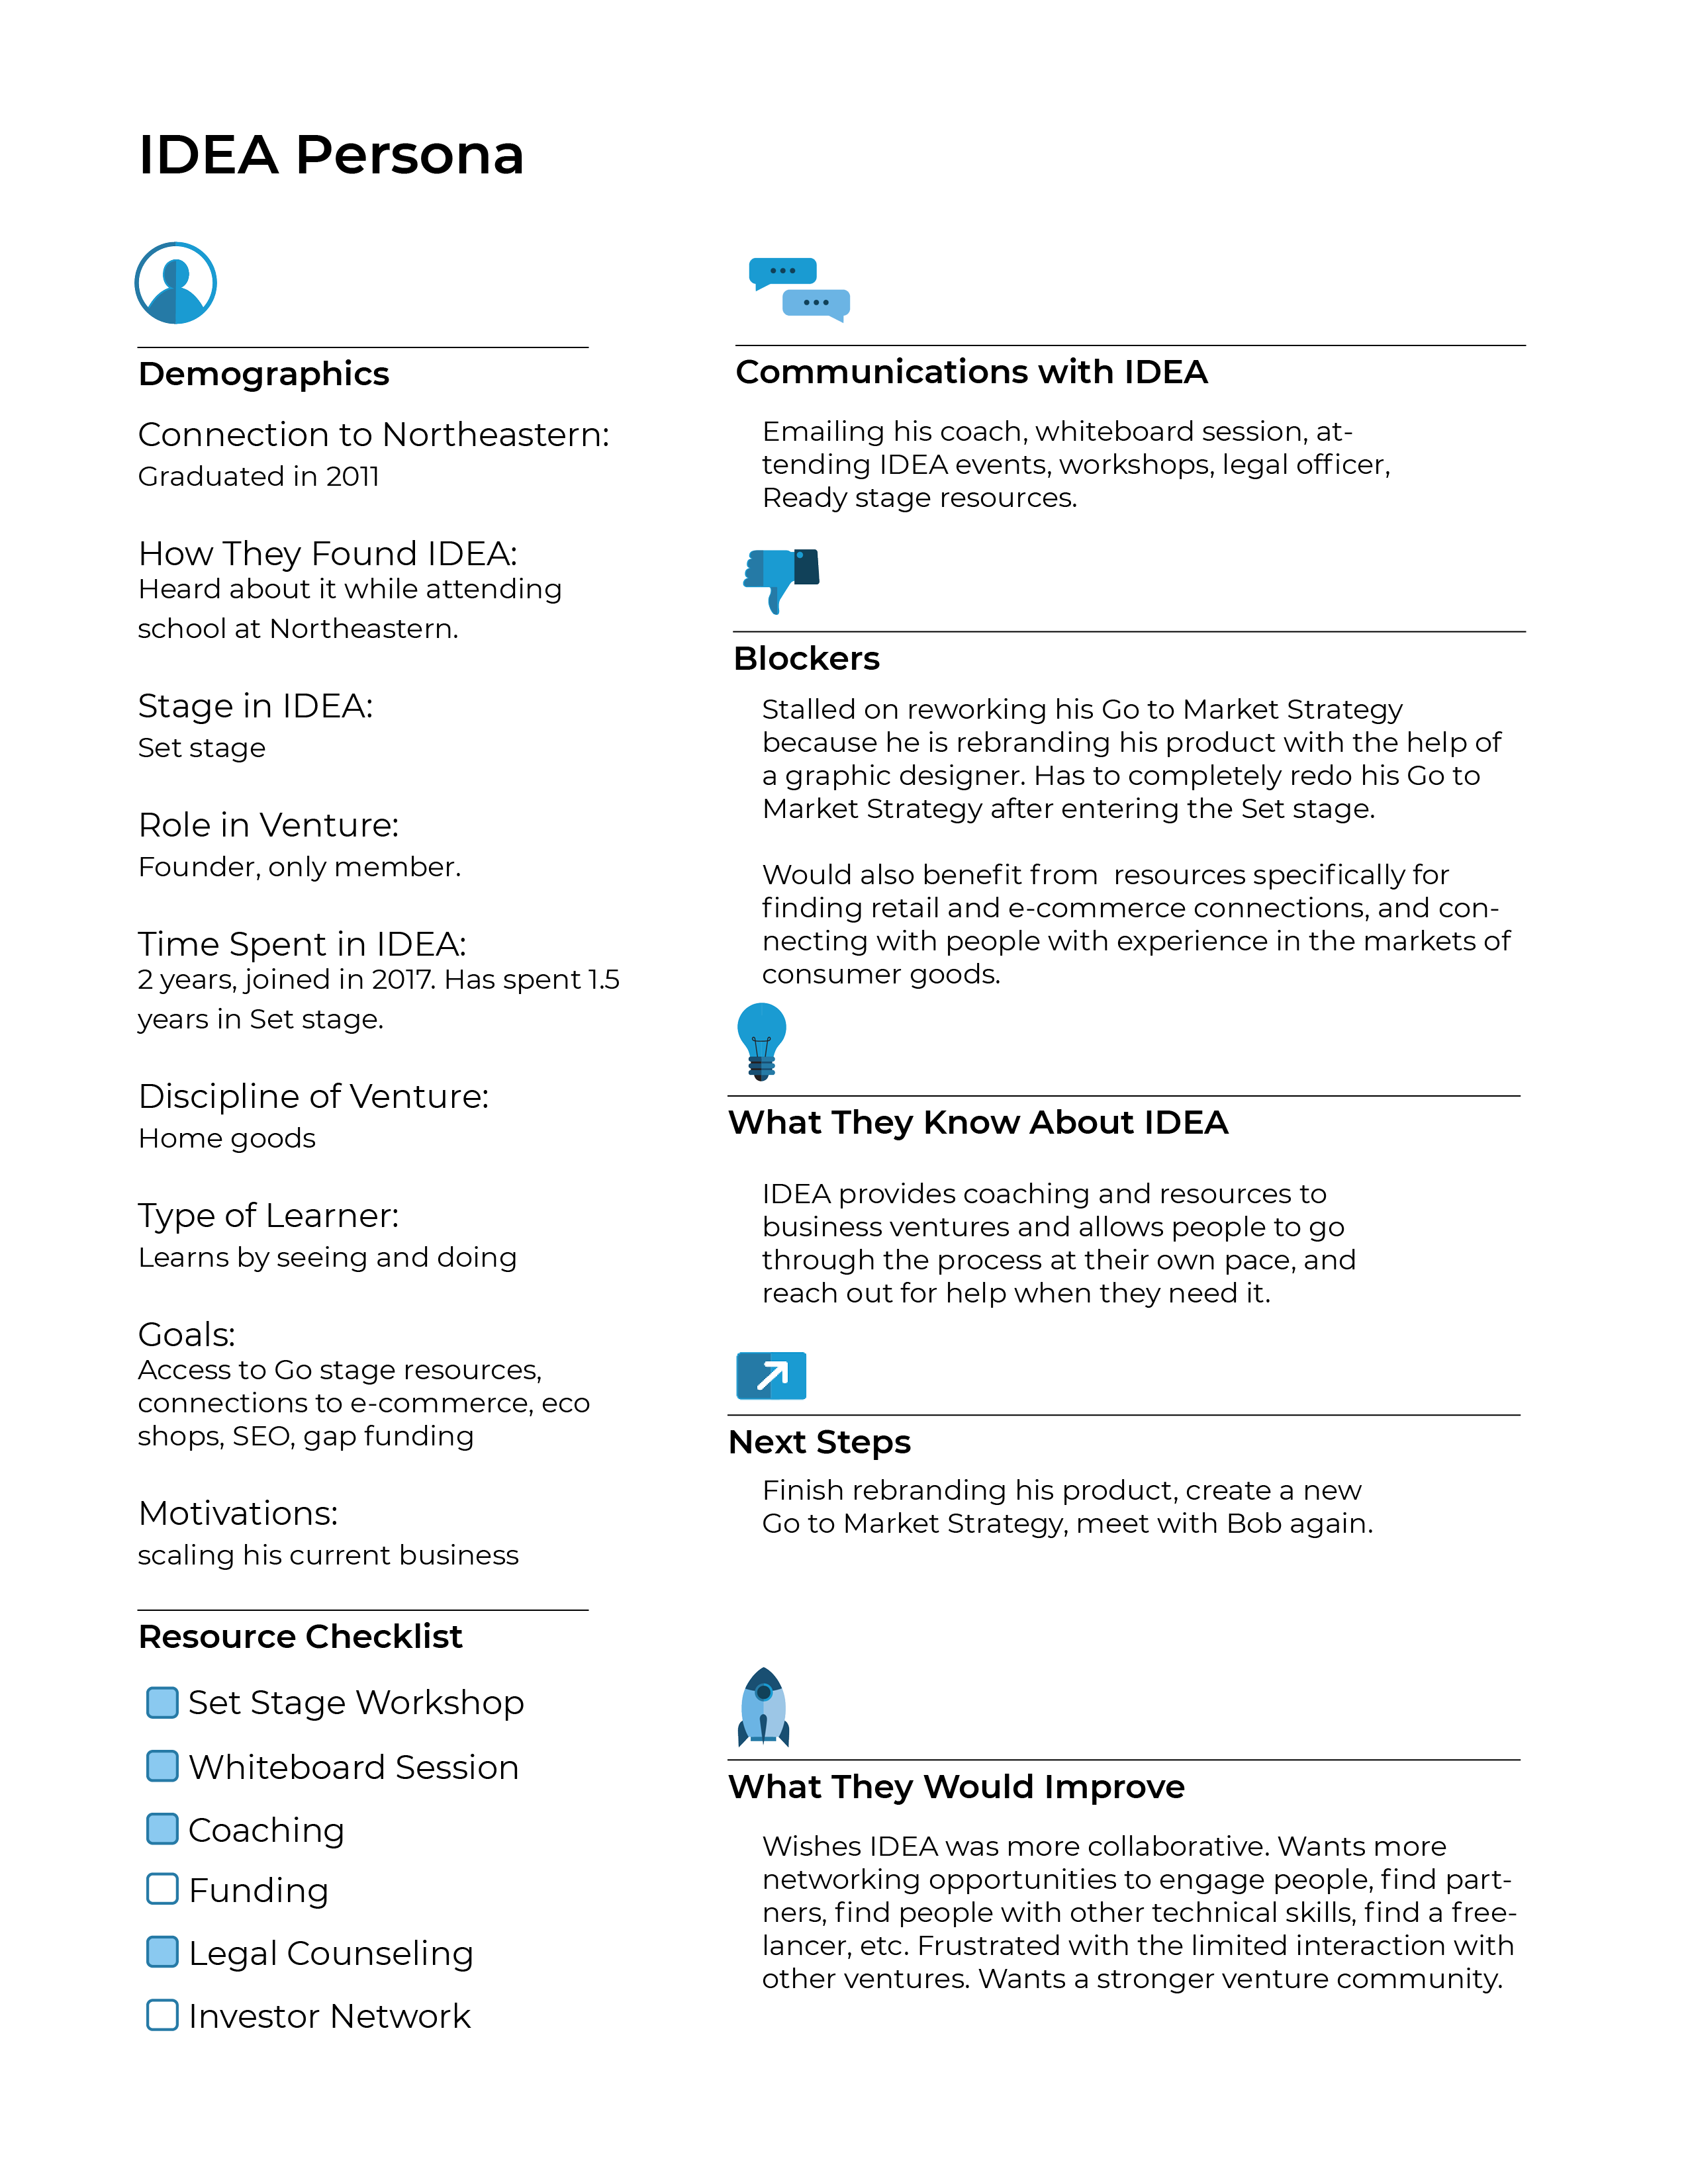 IDEA Persona
Demographics
Connection to Northeastern:
Graduated in 2011
How They Found IDEA:
Heard about it while attending
school at Northeastern.
Stage in IDEA:
Set stage
Role in Venture:
Founder, only member.
Time Spent in IDEA:
2 years, joined in 2017. Has spent 1.5
years in Set stage.
Discipline of Venture:
Home goods
Type of Learner:
Learns by seeing and doing
Goals:
Access to Go stage resources,
connections to e-commerce, eco
shops, SEO, gap funding
Motivations:
scaling his current business
Resource Checklist
Set Stage Workshop
Whiteboard Session
Coaching
Funding
Legal Counseling
Investor Network
Communications with IDEA
Emailing his coach, whiteboard session, at-
tending IDEA events, workshops, legal officer,
Ready stage resources.
Blockers
Stalled on reworking his Go to Market Strategy
because he is rebranding his product with the help of
a graphic designer. Has to completely redo his Go to
Market Strategy after entering the Set stage.
Would also benefit from  resources specifically for
finding retail and e-commerce connections, and con-
necting with people with experience in the markets of
consumer goods.
What They Know About IDEA
IDEA provides coaching and resources to
business ventures and allows people to go
through the process at their own pace, and
reach out for help when they need it.
Next Steps
Finish rebranding his product, create a new
Go to Market Strategy, meet with Bob again.
What They Would Improve
Wishes IDEA was more collaborative. Wants more
networking opportunities to engage people, find part-
ners, find people with other technical skills, find a free-
lancer, etc. Frustrated with the limited interaction with
other ventures. Wants a stronger venture community.